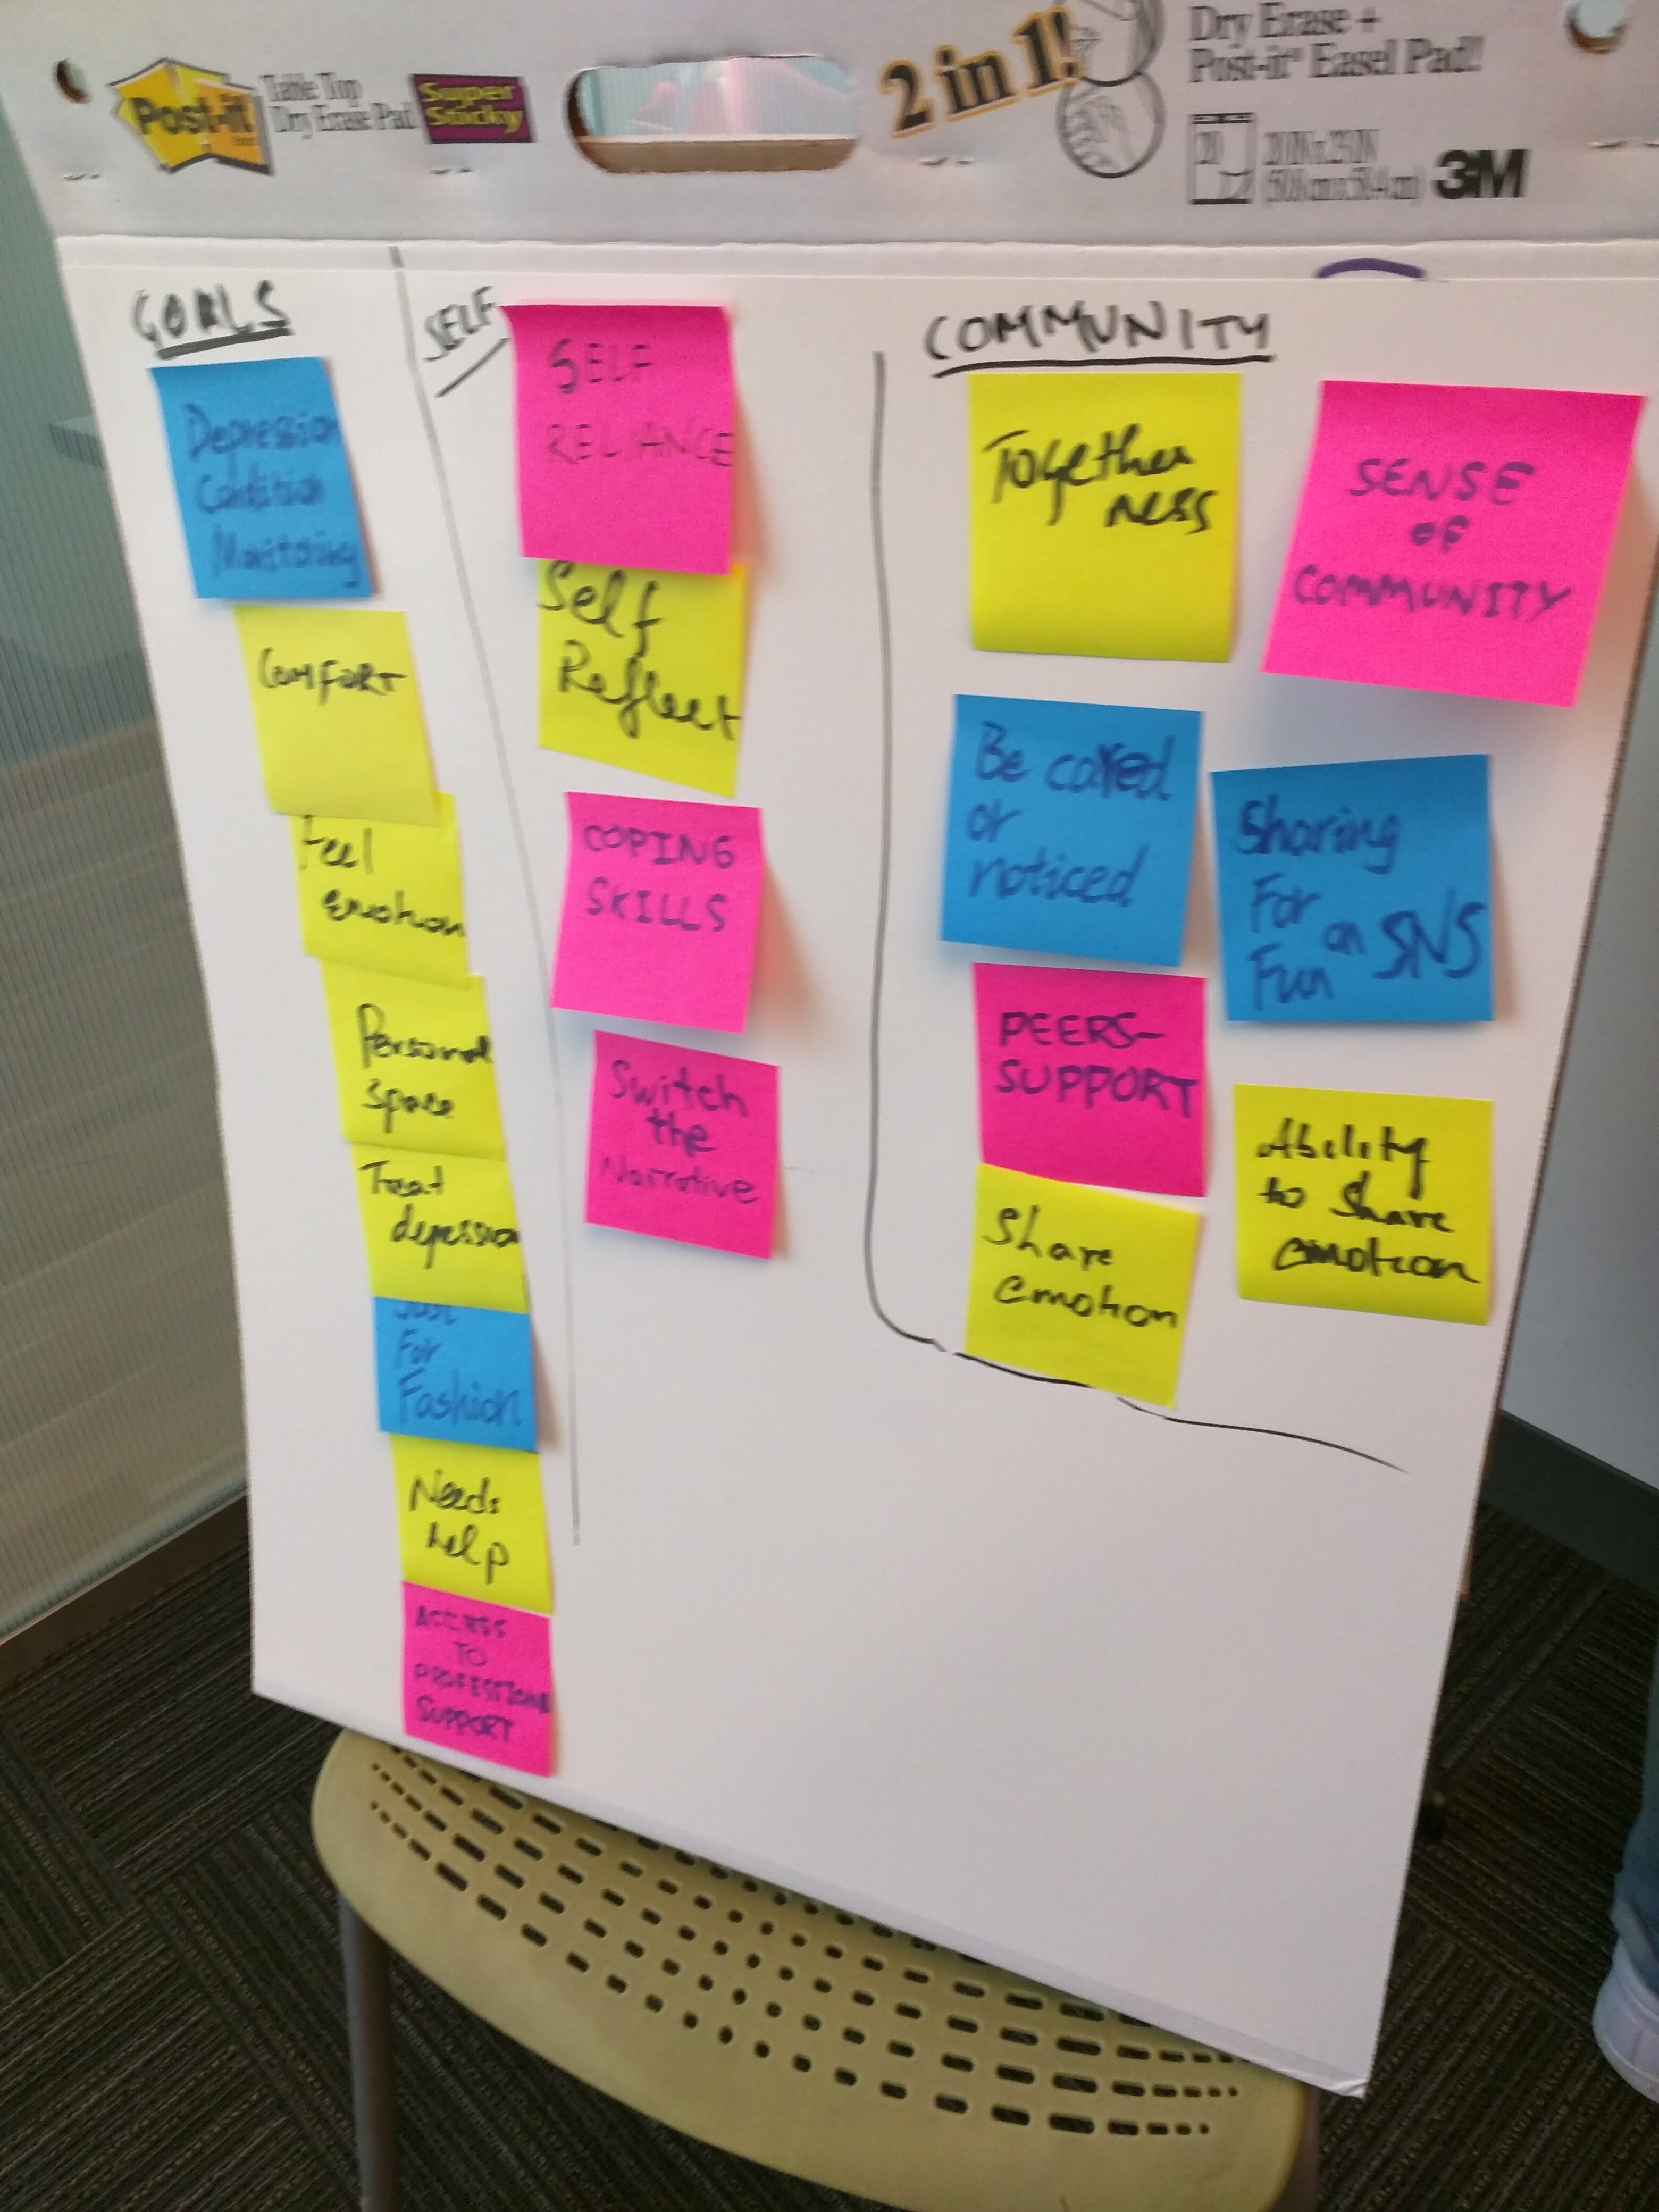 Post-it
Table Top
Dry Erase Pad
Super
Sticky
2 in 1!
Dry Erase +
Post-it® Easel Pad!
20
20 IN x 23 IN
(50.8 cm x 58.4 cm)
3M
GOALS
Depression
Condition
Monitoring
COMFORT
Feel
emotion
Personal
space
Treat
depression
Just
For
Fashion
Needs
help
ACCESS
TO
PROFESSIONAL
SUPPORT
SELF
SELF
RELIANCE
Self
Reflect
COPING
SKILLS
Switch
the
Narrative
COMMUNITY
Together
ness
SENSE
OF
COMMUNITY
Be cared
or
noticed
Sharing
For on SNS
Fun
PEERS-
SUPPORT
Share
emotion
Ability
to share
emotion